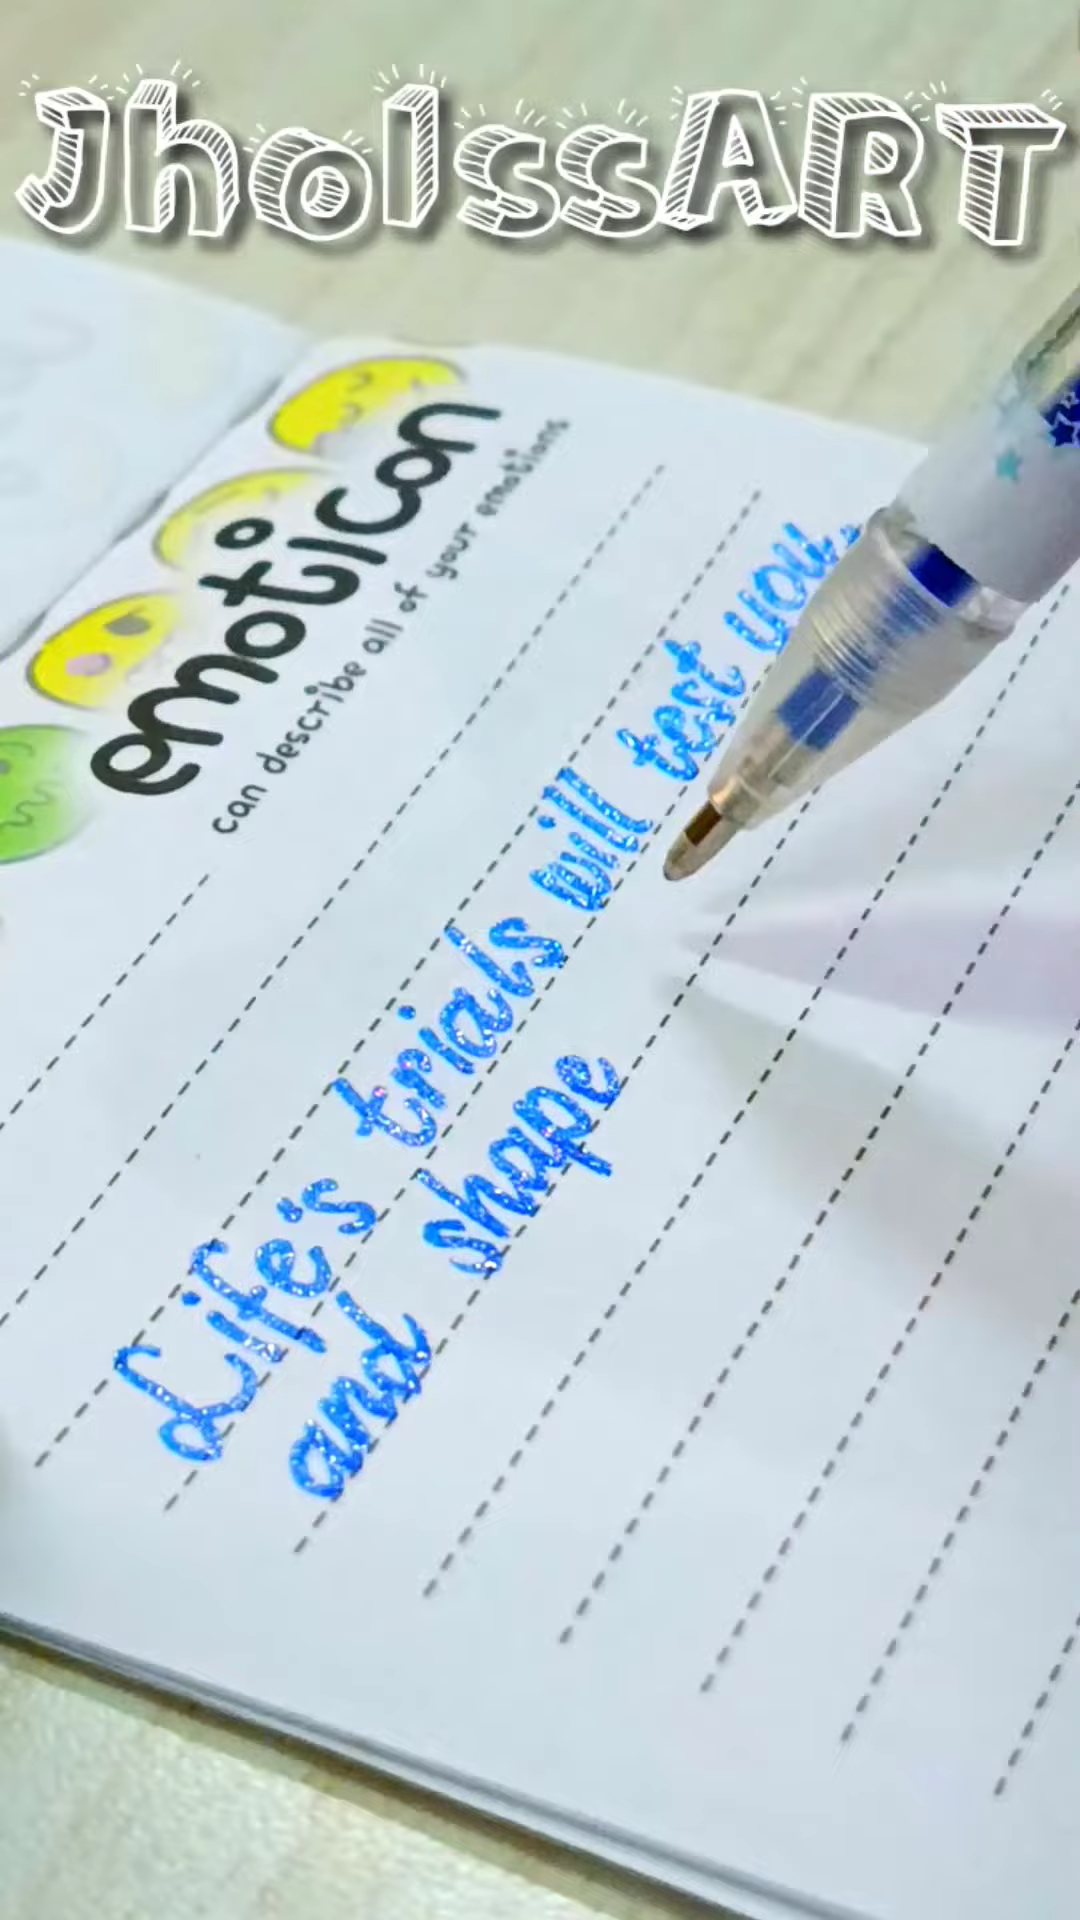 JholssART
emoticon
can describe all of your emotions
Life's trials will test you,
and shape